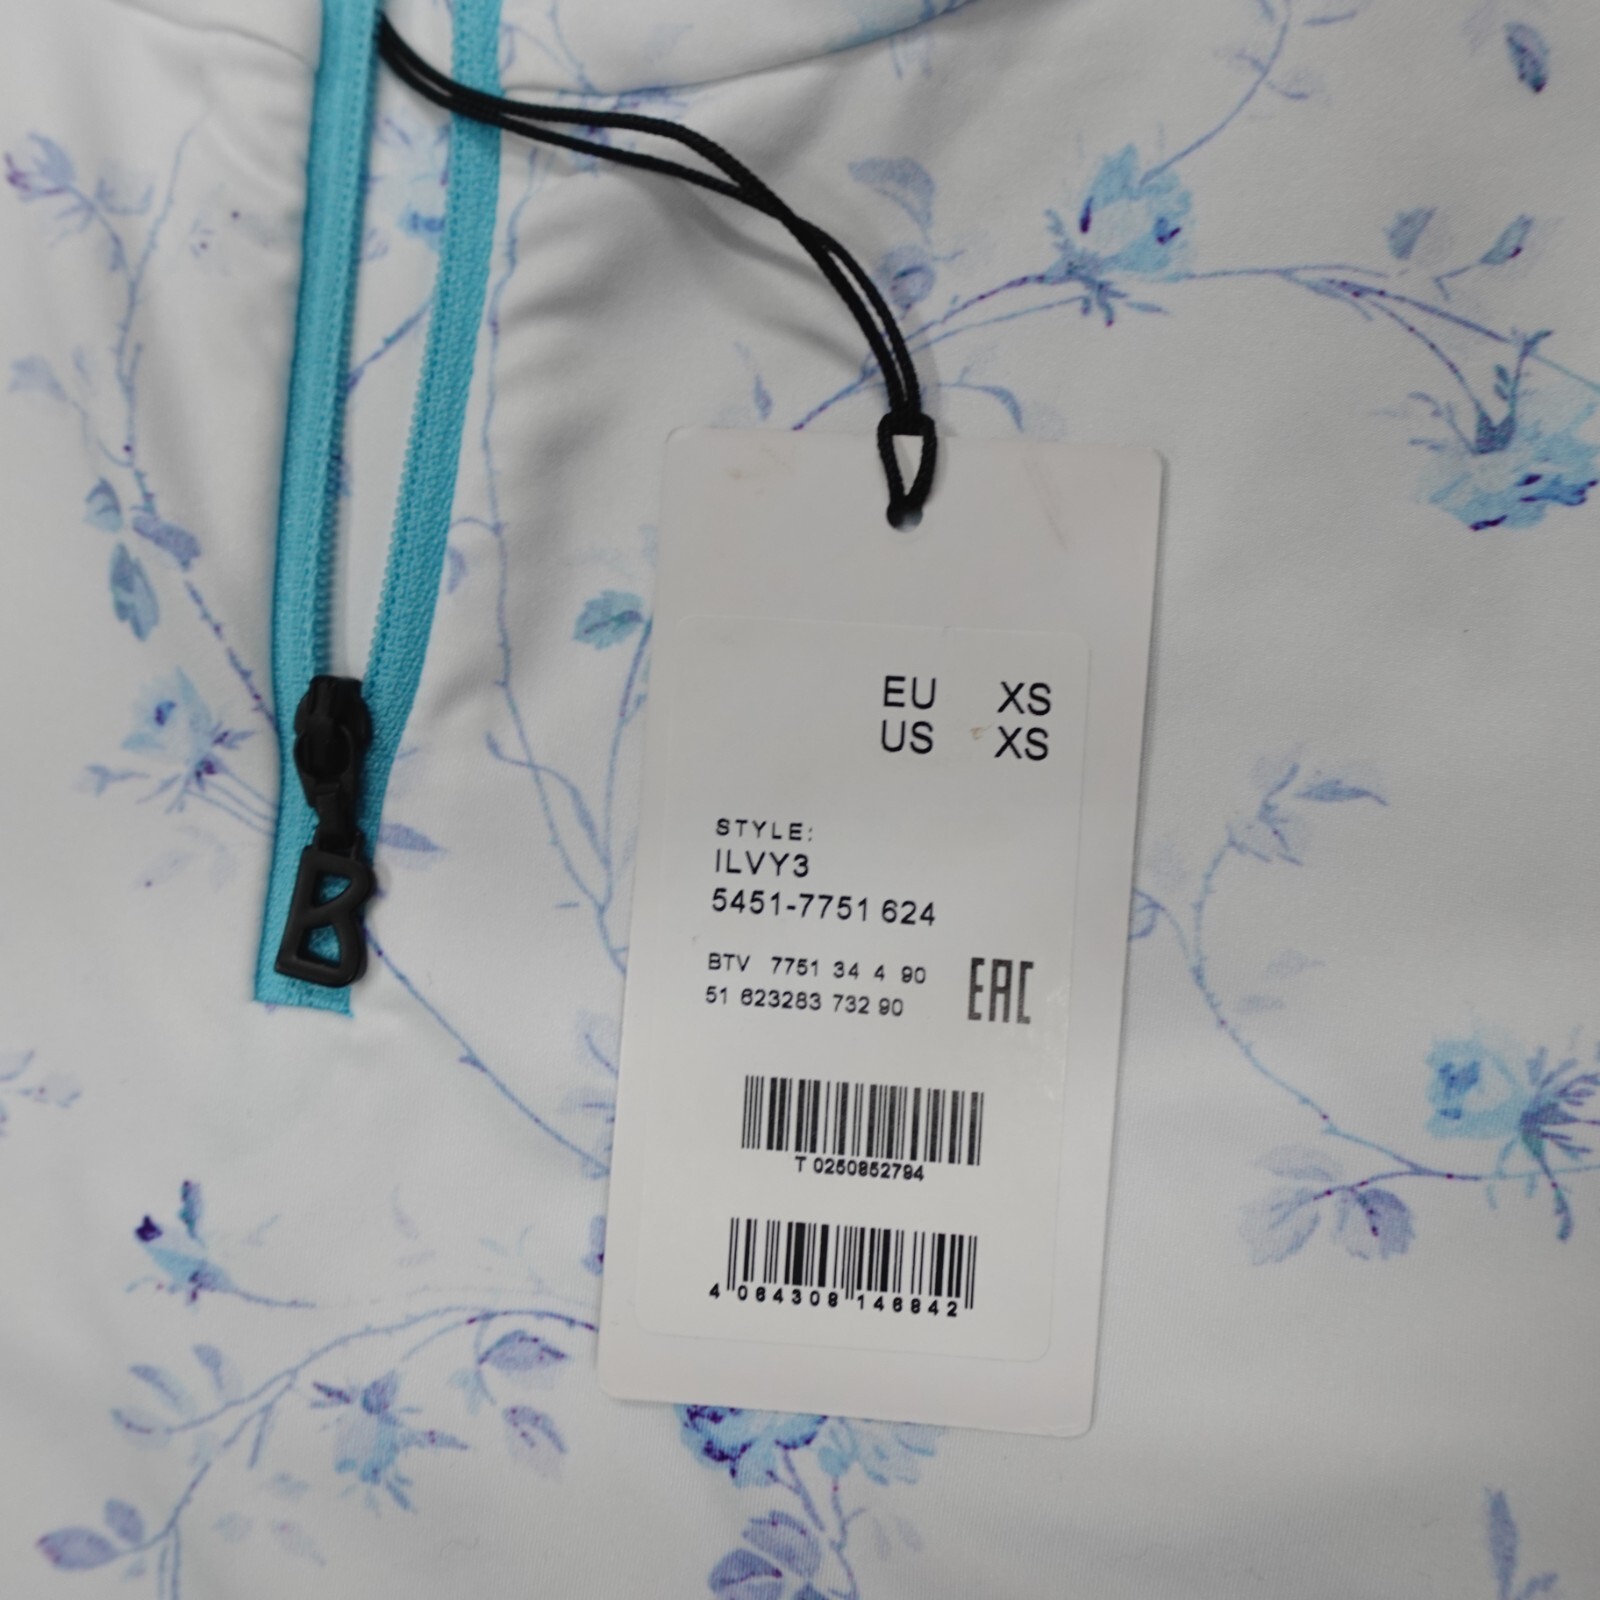 EU XS
US XS
STYLE:
ILVY3
5451-7751 624
BTV 7751 34 4 90
51 623283 732 90
EAC
T 0250852794
4 064308 146842
B